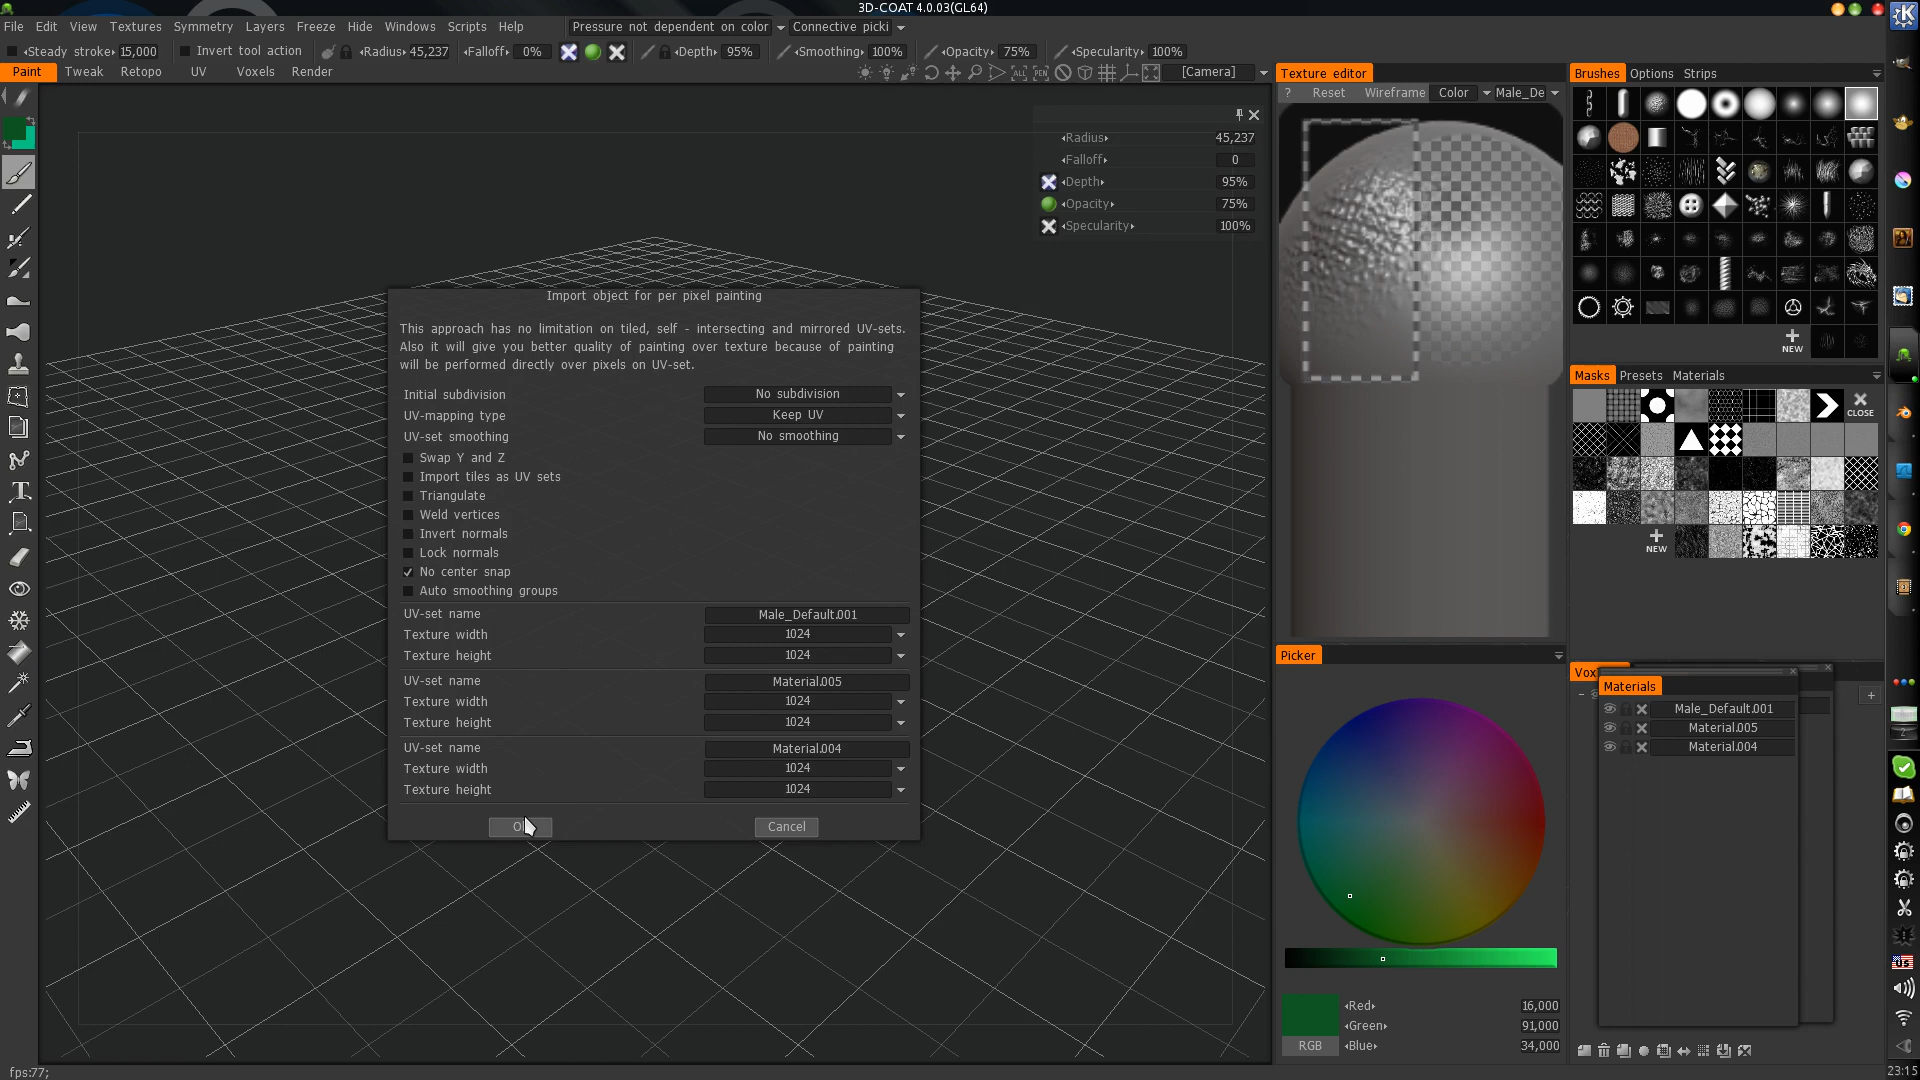 3D-COAT 4.0.03(GL64)
File Edit View Textures Symmetry Layers Freeze Hide Windows Scripts Help Pressure not dependent on color Connective picki
Steady stroke 15,000 Invert tool action Radius 45,237 Falloff 0% Depth 95% Smoothing 100% Opacity 75% Specularity 100%
Paint Tweak Retopo UV Voxels Render [Camera]
Radius 45,237
Falloff 0
Depth 95%
Opacity 75%
Specularity 100%
Import object for per pixel painting
This approach has no limitation on tiled, self - intersecting and mirrored UV-sets.
Also it will give you better quality of painting over texture because of painting
will be performed directly over pixels on UV-set.
Initial subdivision No subdivision
UV-mapping type Keep UV
UV-set smoothing No smoothing
Swap Y and Z
Import tiles as UV sets
Triangulate
Weld vertices
Invert normals
Lock normals
No center snap
Auto smoothing groups
UV-set name Male_Default.001
Texture width 1024
Texture height 1024
UV-set name Material.005
Texture width 1024
Texture height 1024
UV-set name Material.004
Texture width 1024
Texture height 1024
Cancel
Texture editor
? Reset Wireframe Color Male_De
Picker
Red 16,000
Green 91,000
RGB Blue 34,000
Brushes Options Strips
NEW
Masks Presets Materials
CLOSE
NEW
Vox
Materials
Male_Default.001
Material.005
Material.004
fps:77;
2
us
23:15